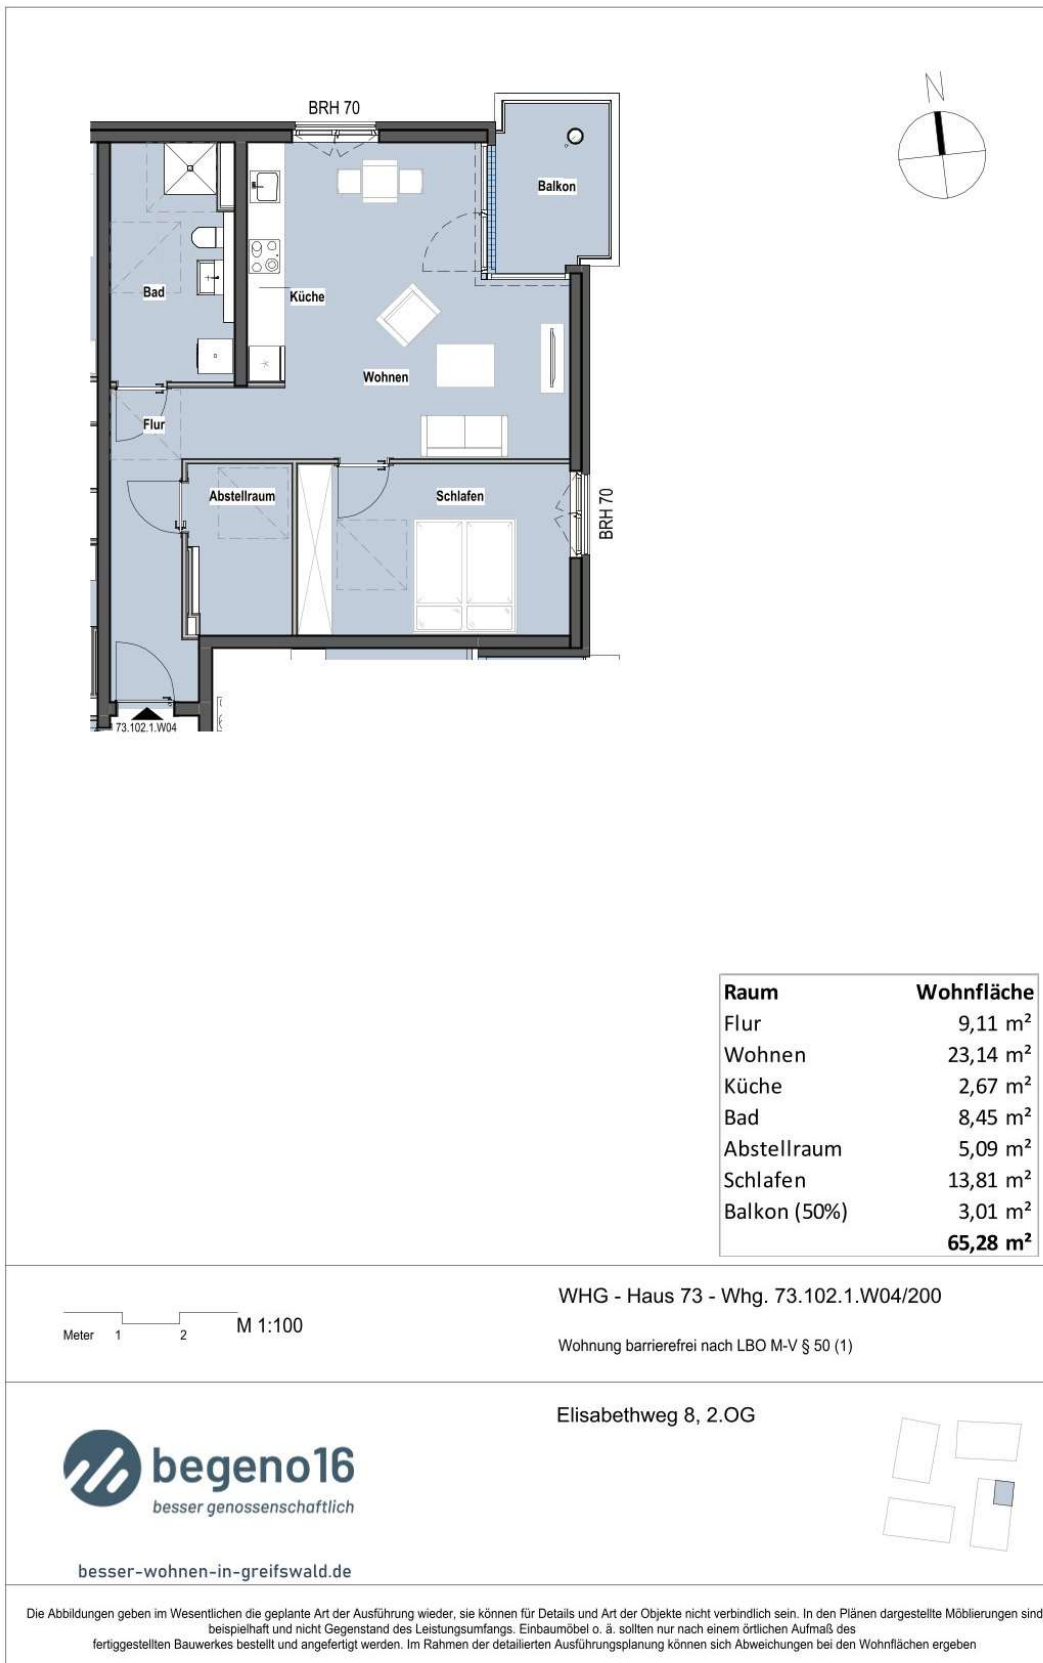 BRH 70
N
Balkon
Bad
Küche
Wohnen
Flur
Abstellraum
Schlafen
BRH 70
73.102.1.W04
Raum Wohnfläche
Flur 9,11 m²
Wohnen 23,14 m²
Küche 2,67 m²
Bad 8,45 m²
Abstellraum 5,09 m²
Schlafen 13,81 m²
Balkon (50%) 3,01 m²
65,28 m²
WHG - Haus 73 - Whg. 73.102.1.W04/200
Meter 1 2 M 1:100
Wohnung barrierefrei nach LBO M-V § 50 (1)
Elisabethweg 8, 2.OG
begeno16
besser genossenschaftlich
besser-wohnen-in-greifswald.de
Die Abbildungen geben im Wesentlichen die geplante Art der Ausführung wieder, sie können für Details und Art der Objekte nicht verbindlich sein. In den Plänen dargestellte Möblierungen sind
beispielhaft und nicht Gegenstand des Leistungsumfangs. Einbaumöbel o. ä. sollten nur nach einem örtlichen Aufmaß des
fertiggestellten Bauwerkes bestellt und angefertigt werden. Im Rahmen der detailierten Ausführungsplanung können sich Abweichungen bei den Wohnflächen ergeben